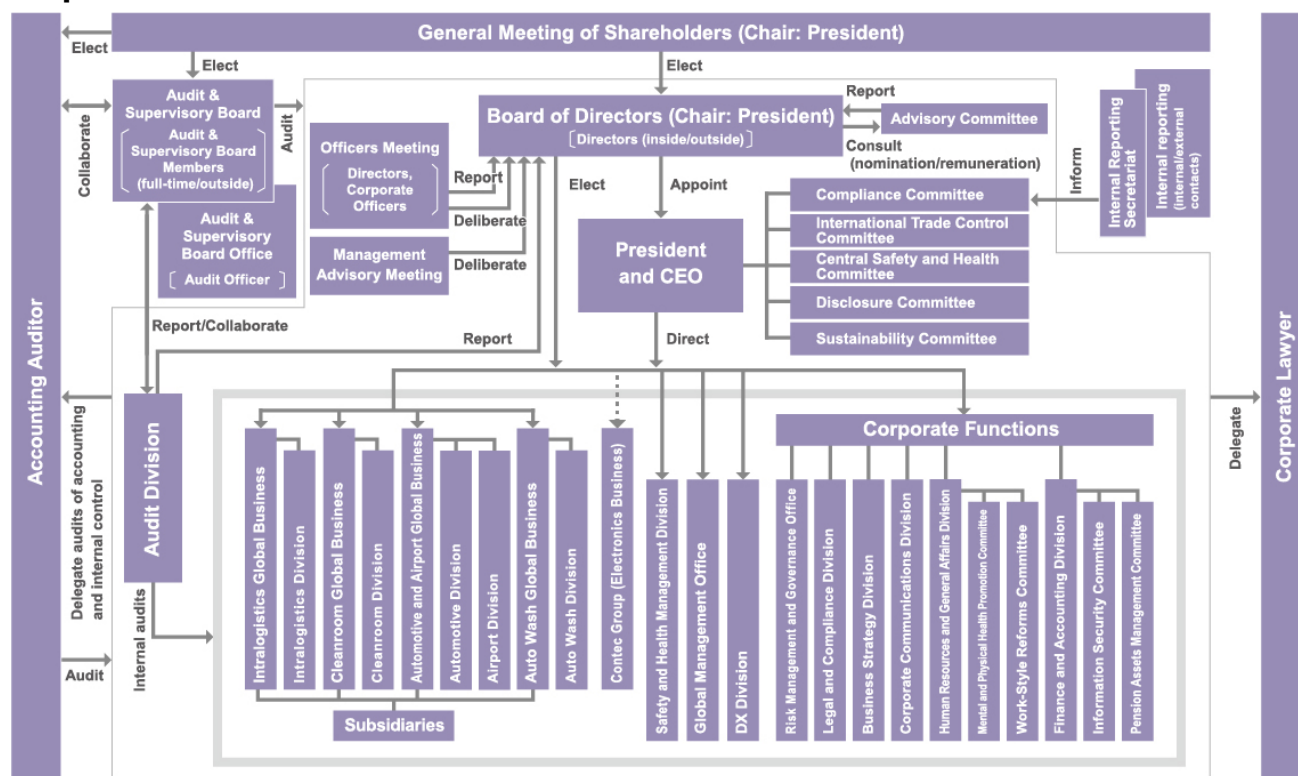 General Meeting of Shareholders (Chair: President)
Elect
Elect
Elect
Accounting Auditor
Corporate Lawyer
Collaborate
Audit &
Supervisory Board
Audit &
Supervisory Board
Members
(full-time/outside)
Audit
Audit &
Supervisory
Board Office
Audit Officer
Officers Meeting
Directors,
Corporate
Officers
Report
Deliberate
Management
Advisory Meeting
Deliberate
Board of Directors (Chair: President)
[Directors (inside/outside)]
Report
Advisory Committee
Consult
(nomination/remuneration)
Elect
Appoint
President
and CEO
Compliance Committee
International Trade Control
Committee
Central Safety and Health
Committee
Disclosure Committee
Sustainability Committee
Inform
Internal Reporting
Secretariat
Internal reporting
(internal/external
contacts)
Report/Collaborate
Report
Direct
Delegate audits of accounting
and internal control
Audit
Audit Division
Internal audits
Delegate
Intralogistics Global Business
Intralogistics Division
Cleanroom Global Business
Cleanroom Division
Automotive and Airport Global Business
Automotive Division
Airport Division
Auto Wash Global Business
Auto Wash Division
Subsidiaries
Contec Group (Electronics Business)
Safety and Health Management Division
Global Management Office
DX Division
Corporate Functions
Risk Management and Governance Office
Legal and Compliance Division
Business Strategy Division
Corporate Communications Division
Human Resources and General Affairs Division
Mental and Physical Health Promotion Committee
Work-Style Reforms Committee
Finance and Accounting Division
Information Security Committee
Pension Assets Management Committee